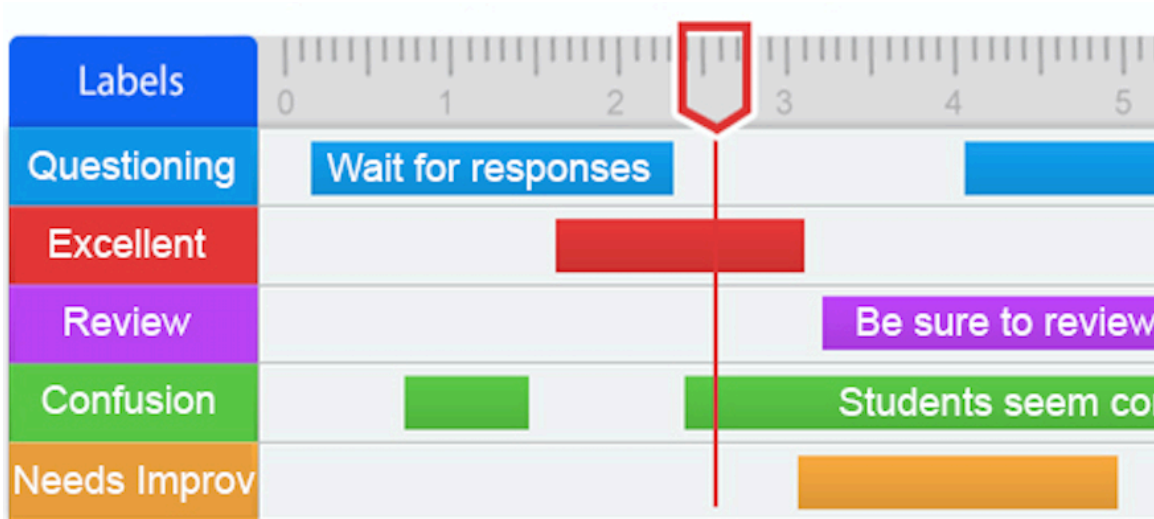 Labels
0 1 2 3 4 5
Questioning Wait for responses
Excellent
Review Be sure to review
Confusion Students seem co
Needs Improv